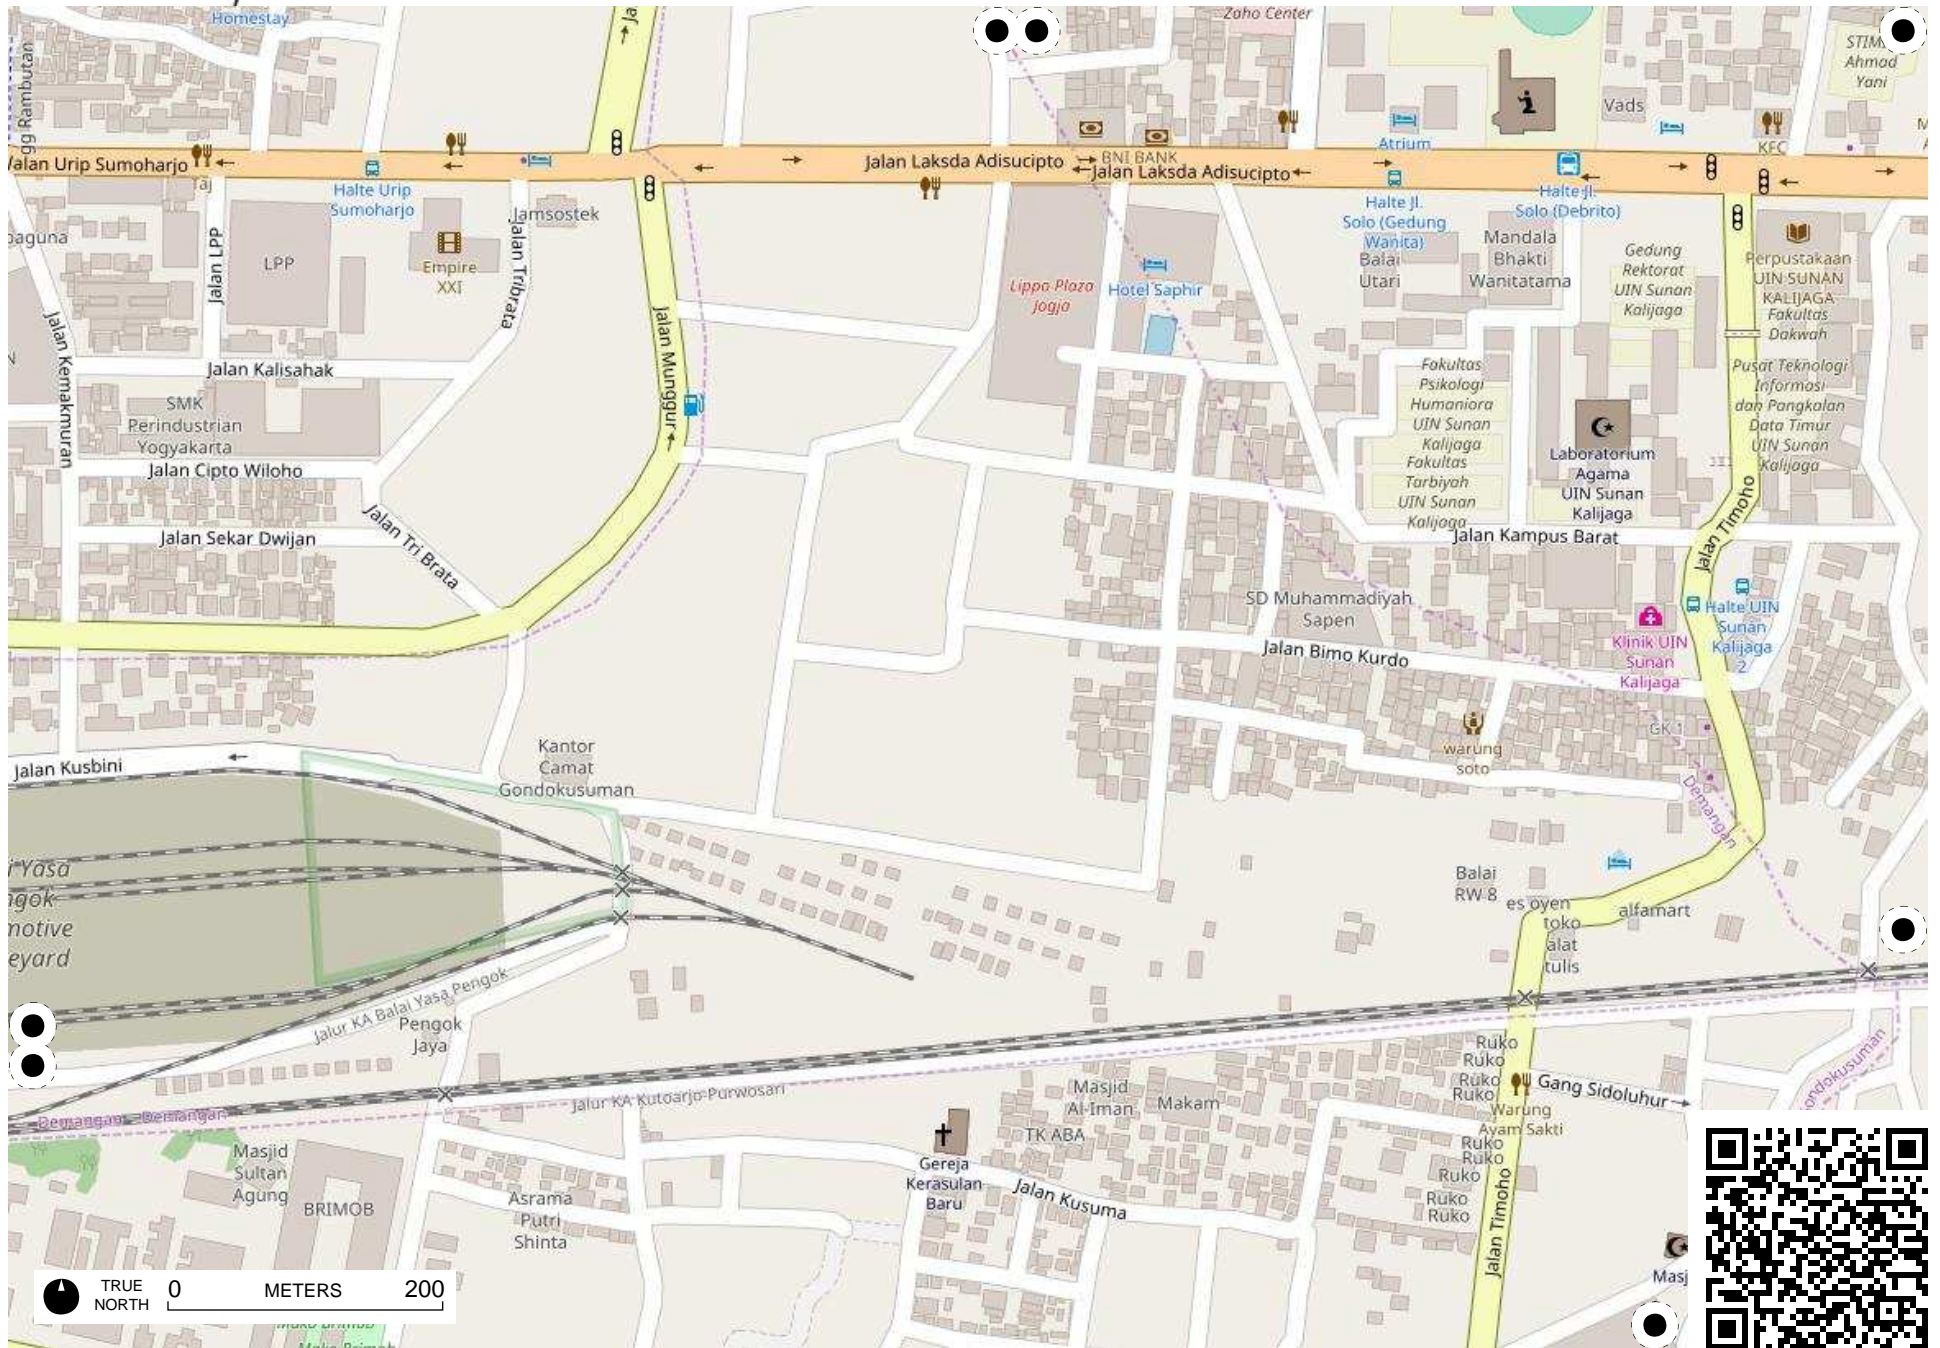 Homestay
gg Rambutan
Zaho Center
Ahmad
Yani
Vads
Atrium
KFC
Jalan Urip Sumoharjo
Taj
Halte Urip
Sumoharjo
Jalan Laksda Adisucipto
BNI BANK
Jalan Laksda Adisucipto
Halte Jl.
Solo (Gedung
Wanita)
Halte Jl.
Solo (Debrito)
Jamsostek
Jalan LPP
LPP
Empire
XXI
Jalan Tribrata
Lippo Plaza
Jogja
Hotel Saphir
Balai
Utari
Mandala
Bhakti
Wanitatama
Gedung
Rektorat
UIN Sunan
Kalijaga
Perpustakaan
UIN SUNAN
KALIJAGA
Fakultas
Dakwah
Jalan Kemakmuran
Jalan Munggur
Jalan Kalisahak
SMK
Perindustrian
Yogyakarta
Jalan Cipto Wiloho
Fakultas
Psikologi
Humaniora
UIN Sunan
Kalijaga
Fakultas
Tarbiyah
UIN Sunan
Kalijaga
Laboratorium
Agama
UIN Sunan
Kalijaga
Pusat Teknologi
Informasi
dan Pangkalan
Data Timur
UIN Sunan
Kalijaga
Jalan Sekar Dwijan
Jalan Tri Brata
Jalan Kampus Barat
Jalan Timoho
SD Muhammadiyah
Sapen
Jalan Bimo Kurdo
Klinik UIN
Sunan
Kalijaga
Halte UIN
Sunan
Kalijaga
2
GK 1
warung
soto
Demangan
Jalan Kusbini
Kantor
Camat
Gondokusuman
i Yasa
ngok
motive
eyard
Balai
RW 8
es oyen
toko
alat
tulis
alfamart
Jalur KA Balai Yasa Pengok
Pengok
Jaya
Demangan
Demangan
Jalur KA Kutoarjo-Purwosari
Masjid
Al-Iman
Makam
TK ABA
Ruko
Ruko
Ruko
Ruko
Gang Sidoluhur
Warung
Ayam Sakti
Ruko
Ruko
Ruko
Ruko
Ruko
ondokusuman
Masjid
Sultan
Agung
BRIMOB
Asrama
Putri
Shinta
Gereja
Kerasulan
Baru
Jalan Kusuma
Jalan Timoho
Masj
TRUE
NORTH
0 METERS 200